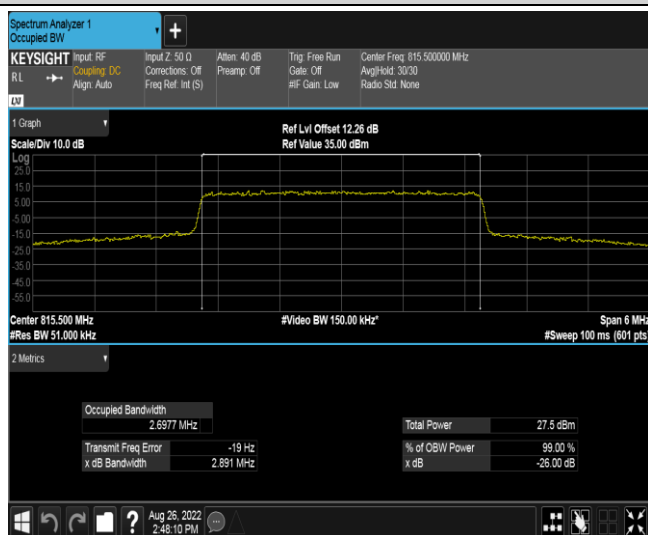 Spectrum Analyzer 1
Occupied BW
+
KEYSIGHT Input: RF Input Z: 50 Ω Atten: 40 dB Trig: Free Run Center Freq: 815.500000 MHz
RL Coupling: DC Corrections: Off Preamp: Off Gate: Off Avg|Hold: 30/30
Align: Auto Freq Ref: Int (S) #IF Gain: Low Radio Std: None
LXI
1 Graph
Ref Lvl Offset 12.26 dB
Scale/Div 10.0 dB Ref Value 35.00 dBm
Log
25.0
15.0
5.00
-5.00
-15.0
-25.0
-35.0
-45.0
-55.0
Center 815.500 MHz #Video BW 150.00 kHz* Span 6 MHz
#Res BW 51.000 kHz #Sweep 100 ms (601 pts)
2 Metrics
Occupied Bandwidth
2.6977 MHz Total Power 27.5 dBm
Transmit Freq Error -19 Hz % of OBW Power 99.00 %
x dB Bandwidth 2.891 MHz x dB -26.00 dB
? Aug 26, 2022
2:48:10 PM